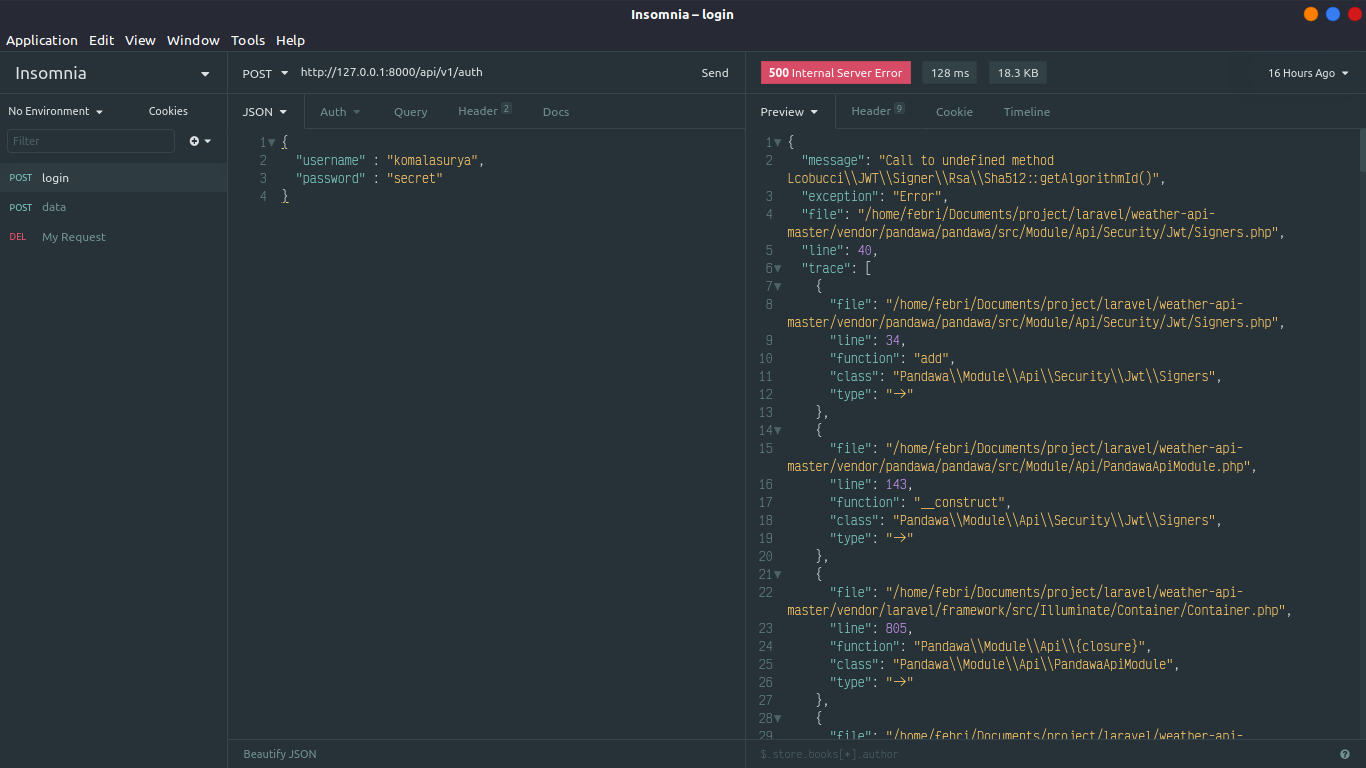 Insomnia – login
Application Edit View Window Tools Help
Insomnia
POST http://127.0.0.1:8000/api/v1/auth Send
500 Internal Server Error 128 ms 18.3 KB 16 Hours Ago
No Environment Cookies
JSON Auth Query Header 2 Docs
Preview Header 9 Cookie Timeline
Filter
POST login
POST data
DEL My Request
1 {
2 "username" : "komalasurya",
3 "password" : "secret"
4 }
Beautify JSON
1 {
2 "message": "Call to undefined method
Lcobucci\\JWT\\Signer\\Rsa\\Sha512::getAlgorithmId()",
3 "exception": "Error",
4 "file": "/home/febri/Documents/project/laravel/weather-api-
master/vendor/pandawa/pandawa/src/Module/Api/Security/Jwt/Signers.php",
5 "line": 40,
6 "trace": [
7 {
8 "file": "/home/febri/Documents/project/laravel/weather-api-
master/vendor/pandawa/pandawa/src/Module/Api/Security/Jwt/Signers.php",
9 "line": 34,
10 "function": "add",
11 "class": "Pandawa\\Module\\Api\\Security\\Jwt\\Signers",
12 "type": "->"
13 },
14 {
15 "file": "/home/febri/Documents/project/laravel/weather-api-
master/vendor/pandawa/pandawa/src/Module/Api/PandawaApiModule.php",
16 "line": 143,
17 "function": "__construct",
18 "class": "Pandawa\\Module\\Api\\Security\\Jwt\\Signers",
19 "type": "->"
20 },
21 {
22 "file": "/home/febri/Documents/project/laravel/weather-api-
master/vendor/laravel/framework/src/Illuminate/Container/Container.php",
23 "line": 805,
24 "function": "Pandawa\\Module\\Api\\{closure}",
25 "class": "Pandawa\\Module\\Api\\PandawaApiModule",
26 "type": "->"
27 },
28 {
29 "file": "/home/febri/Documents/project/laravel/weather-api-
$.store.books[*].author